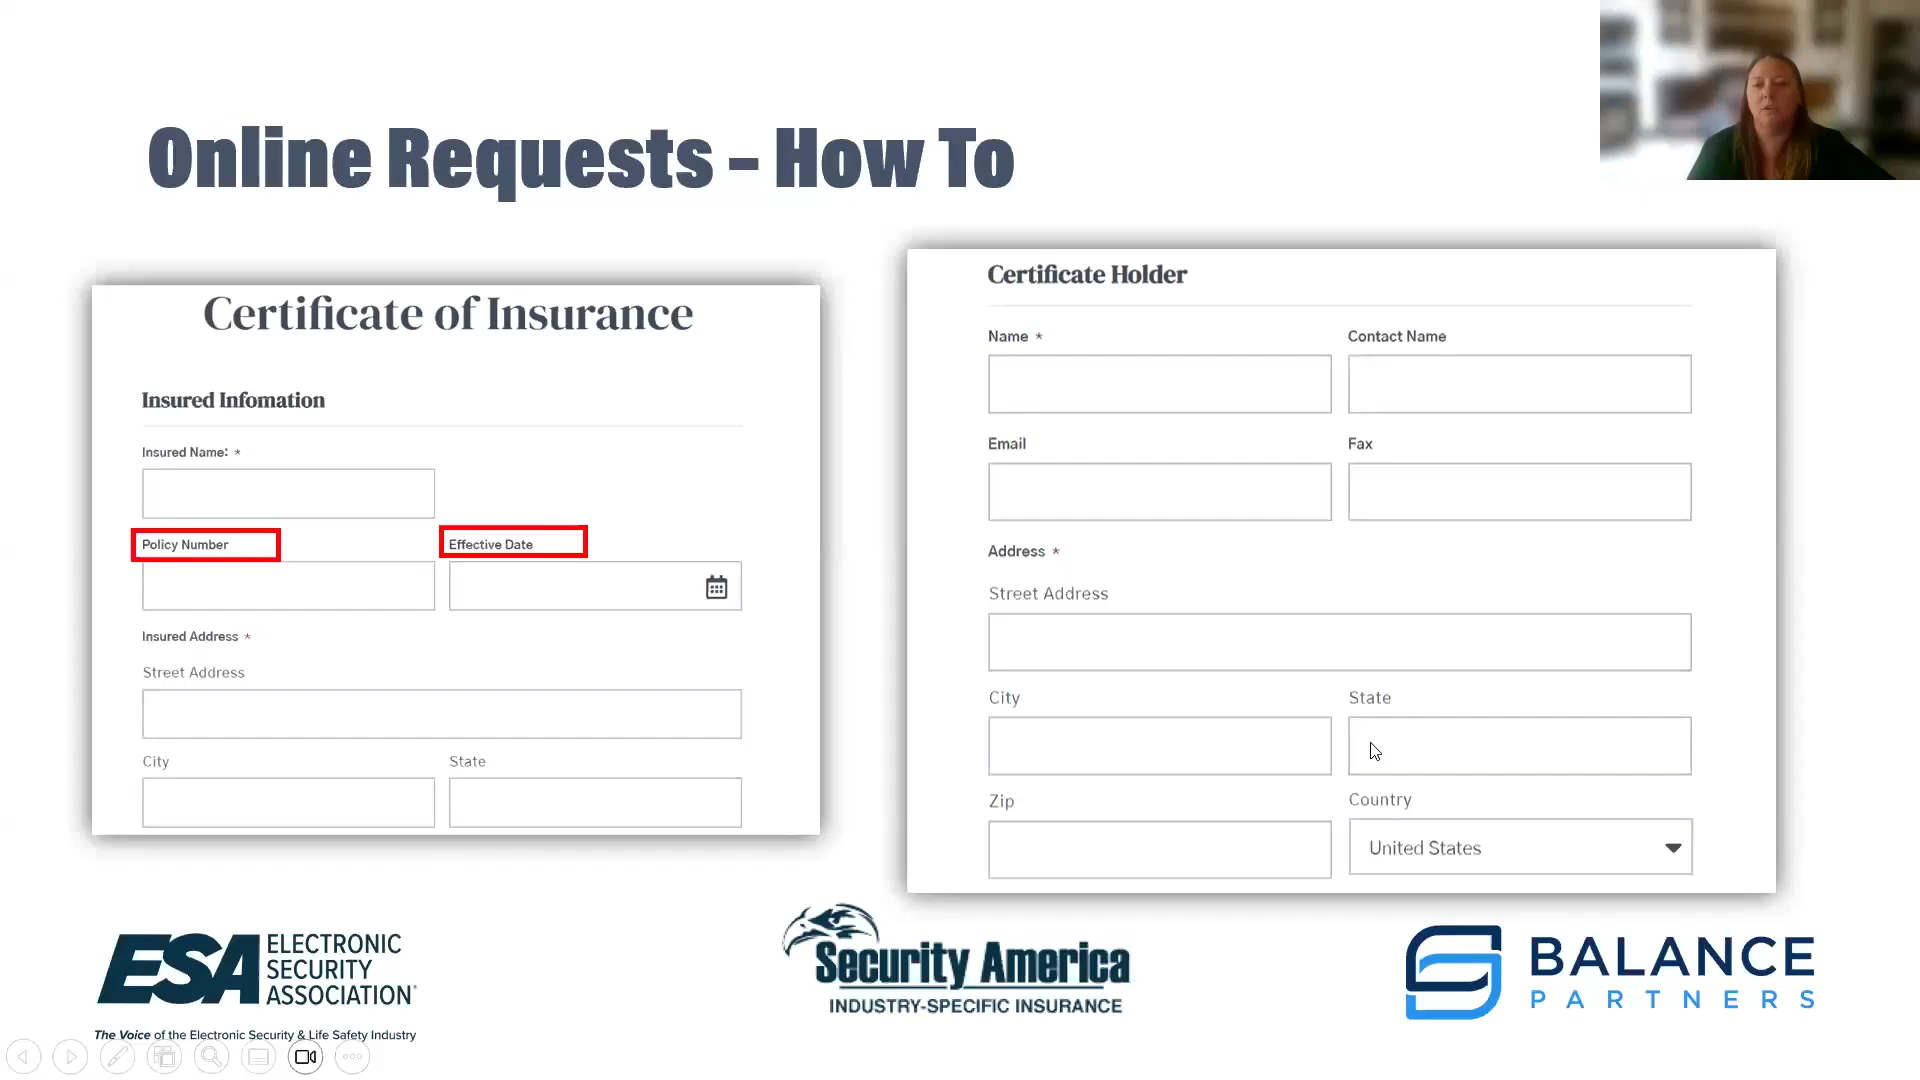 Online Requests - How To
Certificate of Insurance
Insured Infomation
Insured Name: *
Policy Number
Effective Date
Insured Address *
Street Address
City
State
Certificate Holder
Name *
Contact Name
Email
Fax
Address *
Street Address
City
State
Zip
Country
United States
ESA ELECTRONIC
SECURITY
ASSOCIATION
The Voice of the Electronic Security & Life Safety Industry
Security America
INDUSTRY-SPECIFIC INSURANCE
BALANCE
PARTNERS